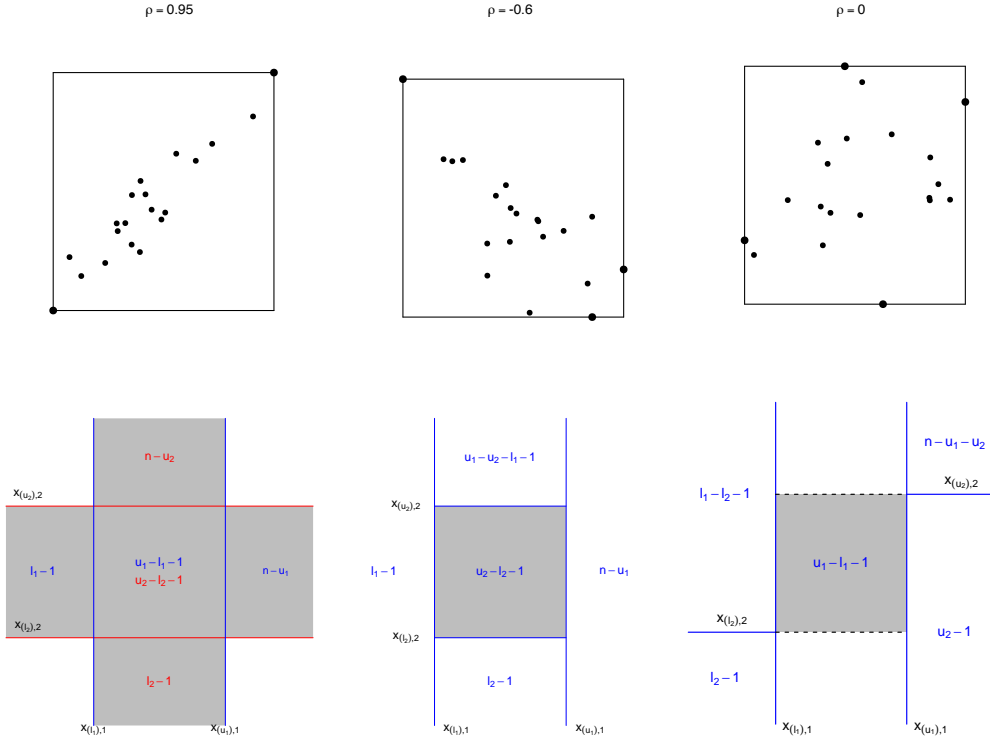 ρ = 0.95
ρ = -0.6
ρ = 0
n − u₂
x₍ᵤ₂₎,₂
l₁ − 1
u₁ − l₁ − 1
u₂ − l₂ − 1
n − u₁
x₍ₗ₂₎,₂
l₂ − 1
x₍ₗ₁₎,₁
x₍ᵤ₁₎,₁
u₁ − u₂ − l₁ − 1
x₍ᵤ₂₎,₂
l₁ − 1
u₂ − l₂ − 1
n − u₁
x₍ₗ₂₎,₂
l₂ − 1
x₍ₗ₁₎,₁
x₍ᵤ₁₎,₁
n − u₁ − u₂
x₍ᵤ₂₎,₂
l₁ − l₂ − 1
u₁ − l₁ − 1
x₍ₗ₂₎,₂
u₂ − 1
l₂ − 1
x₍ₗ₁₎,₁
x₍ᵤ₁₎,₁